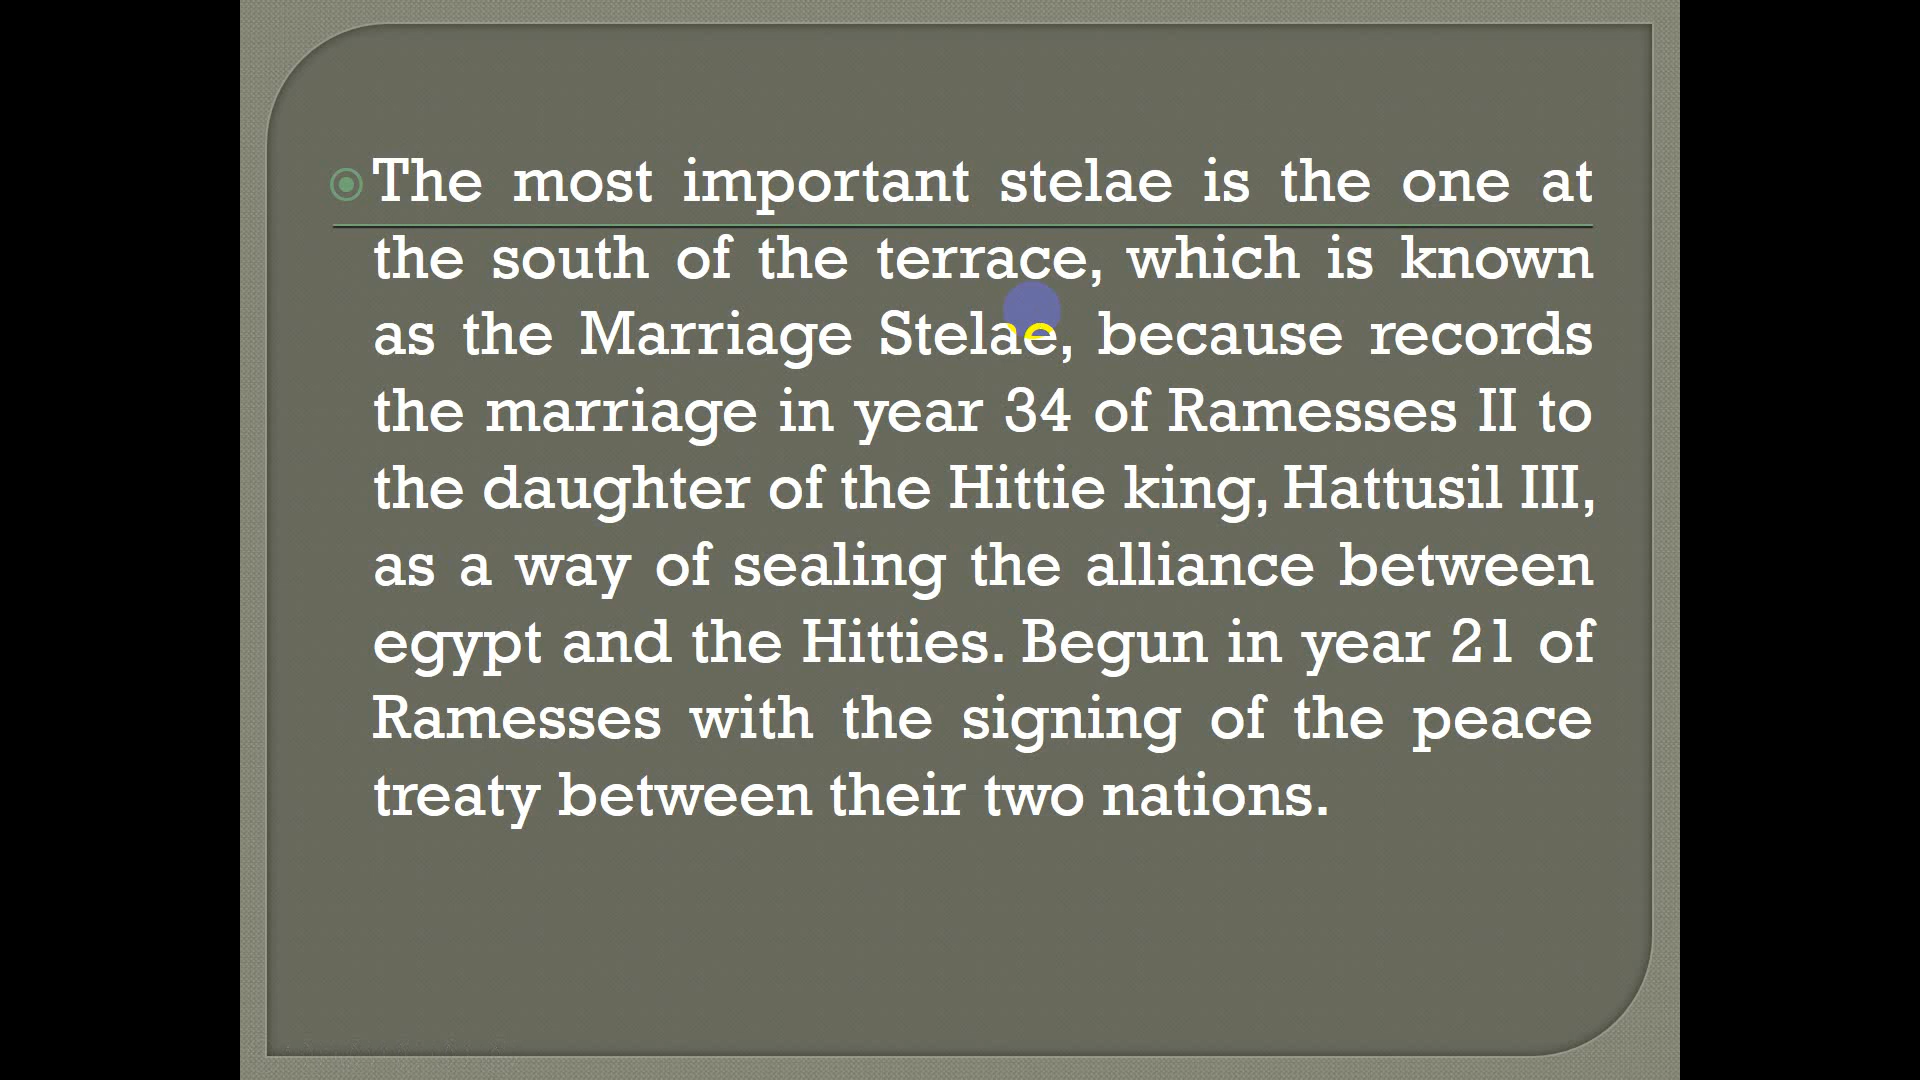 The most important stelae is the one at
the south of the terrace, which is known
as the Marriage Stelae, because records
the marriage in year 34 of Ramesses II to
the daughter of the Hittie king, Hattusil III,
as a way of sealing the alliance between
egypt and the Hitties. Begun in year 21 of
Ramesses with the signing of the peace
treaty between their two nations.